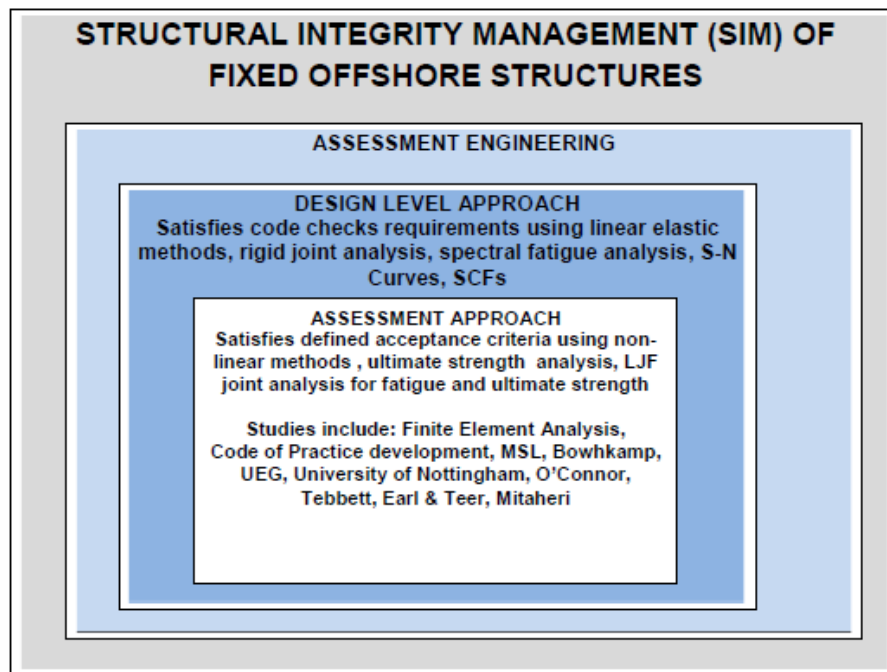 STRUCTURAL INTEGRITY MANAGEMENT (SIM) OF
FIXED OFFSHORE STRUCTURES
ASSESSMENT ENGINEERING
DESIGN LEVEL APPROACH
Satisfies code checks requirements using linear elastic
methods, rigid joint analysis, spectral fatigue analysis, S-N
Curves, SCFs
ASSESSMENT APPROACH
Satisfies defined acceptance criteria using non-
linear methods , ultimate strength analysis, LJF
joint analysis for fatigue and ultimate strength
Studies include: Finite Element Analysis,
Code of Practice development, MSL, Bowhkamp,
UEG, University of Nottingham, O'Connor,
Tebbett, Earl & Teer, Mitaheri